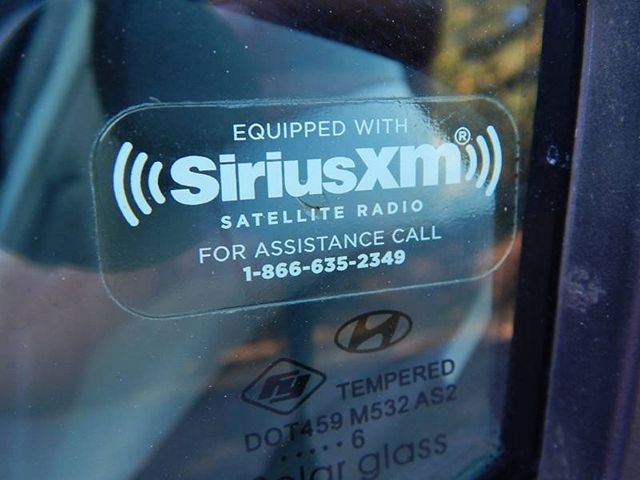 EQUIPPED WITH
SiriusXM®
SATELLITE RADIO
FOR ASSISTANCE CALL
1-866-635-2349
TEMPERED
DOT459 M532 AS2
.....6
glass